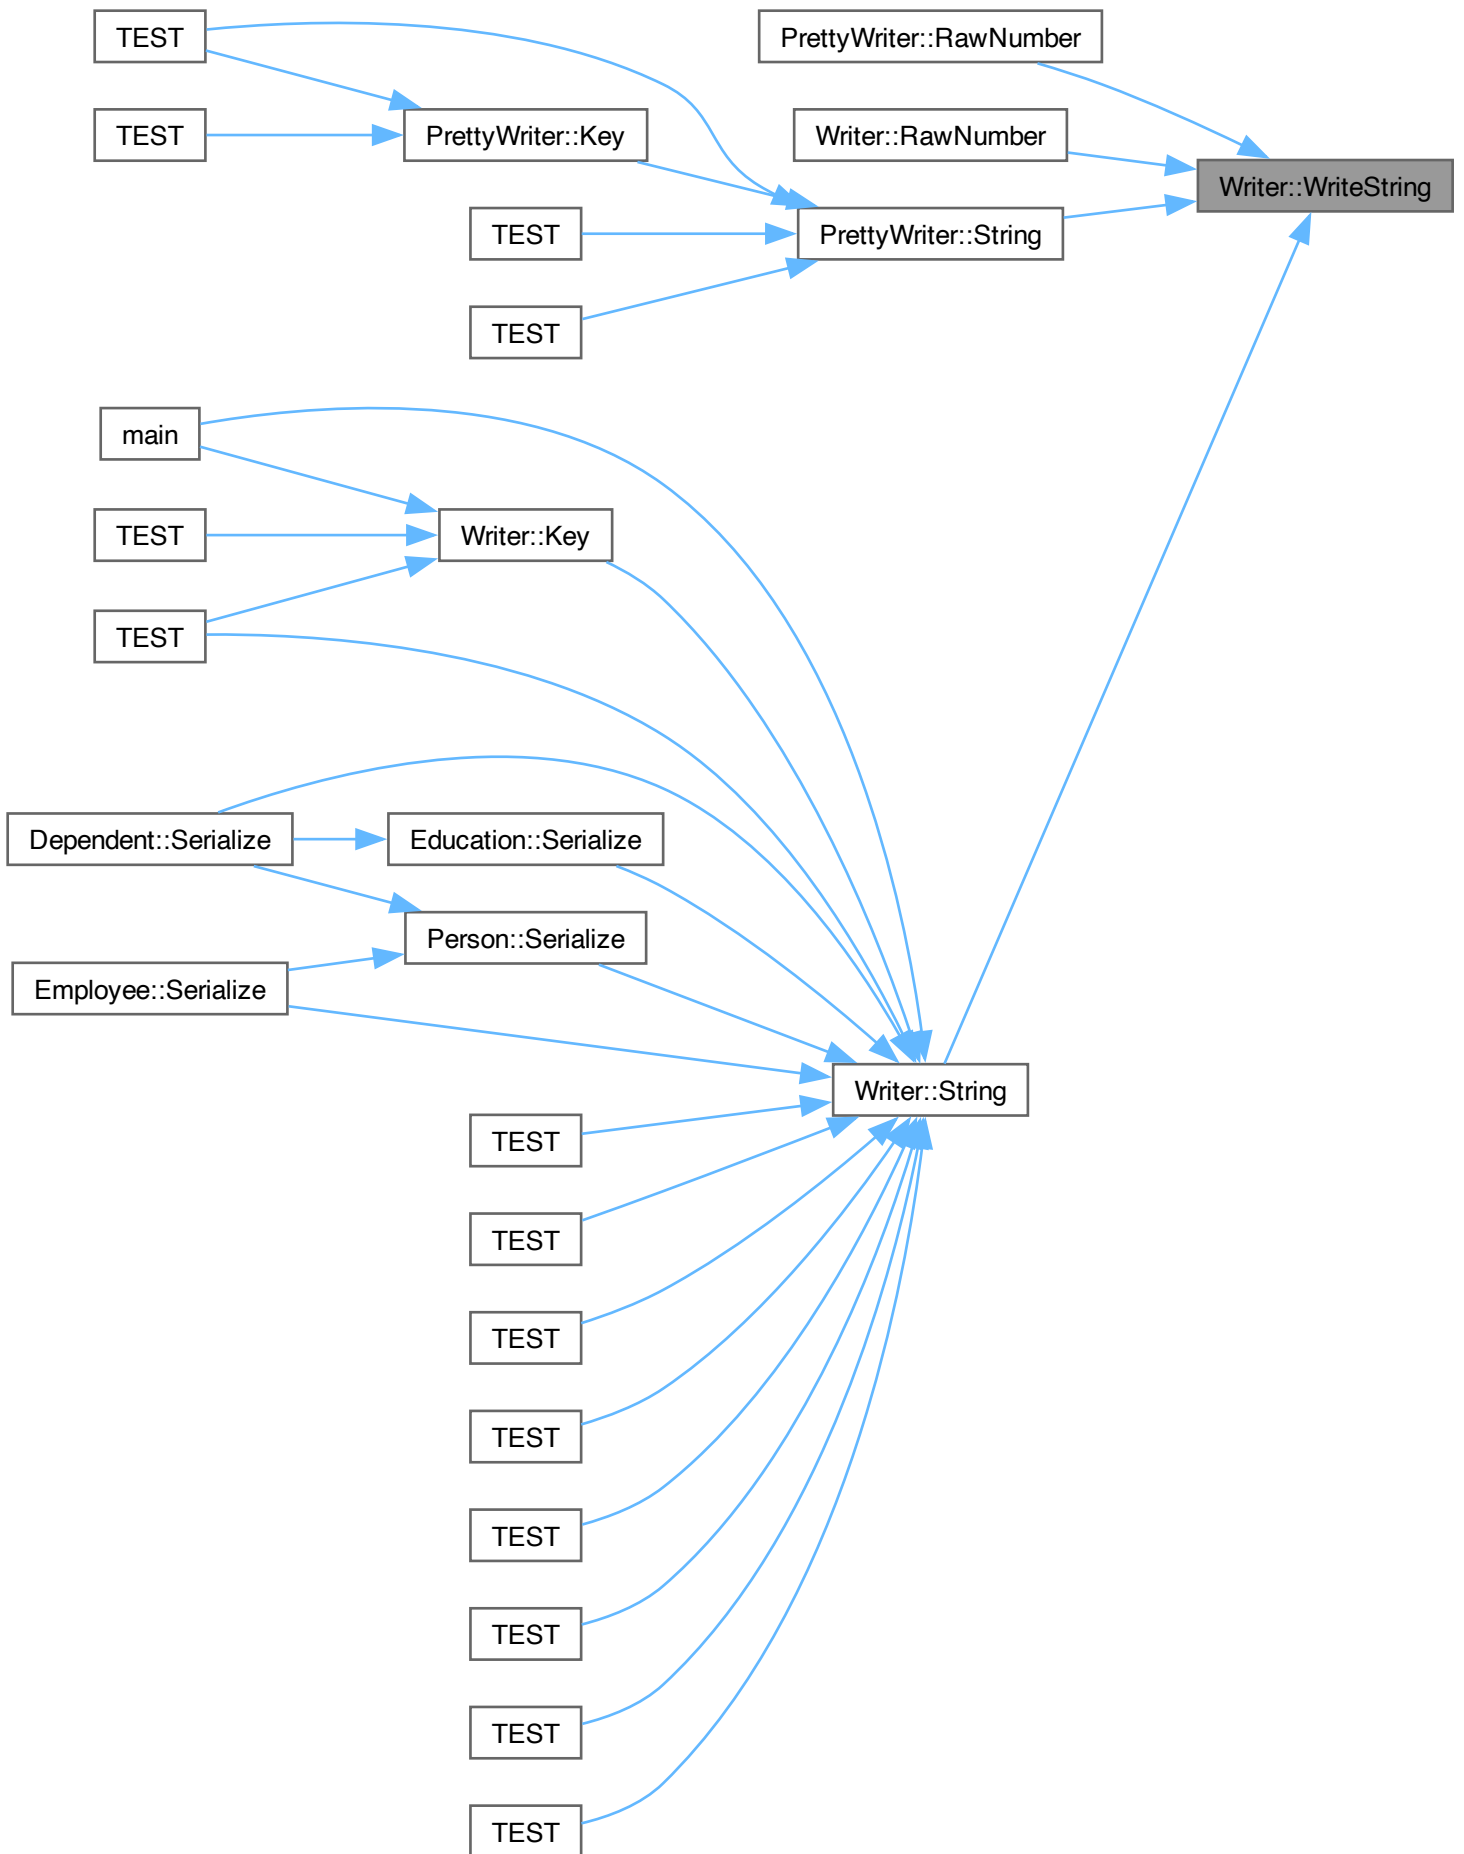 TEST
PrettyWriter::RawNumber
TEST
PrettyWriter::Key
Writer::RawNumber
Writer::WriteString
TEST
PrettyWriter::String
TEST
main
TEST
Writer::Key
TEST
Dependent::Serialize
Education::Serialize
Person::Serialize
Employee::Serialize
Writer::String
TEST
TEST
TEST
TEST
TEST
TEST
TEST
TEST